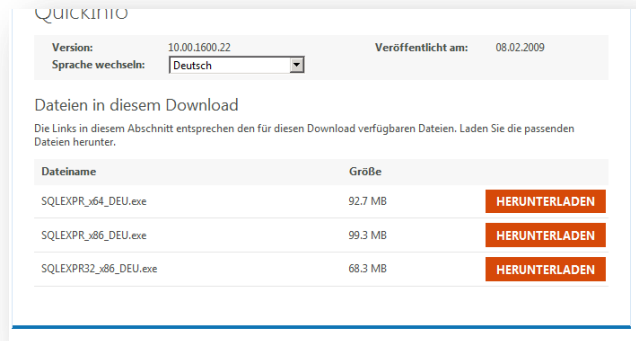 Quickinfo
Version: 10.00.1600.22 Veröffentlicht am: 08.02.2009
Sprache wechseln: Deutsch
Dateien in diesem Download
Die Links in diesem Abschnitt entsprechen den für diesen Download verfügbaren Dateien. Laden Sie die passenden
Dateien herunter.
Dateiname Größe
SQLEXPR_x64_DEU.exe 92.7 MB HERUNTERLADEN
SQLEXPR_x86_DEU.exe 99.3 MB HERUNTERLADEN
SQLEXPR32_x86_DEU.exe 68.3 MB HERUNTERLADEN